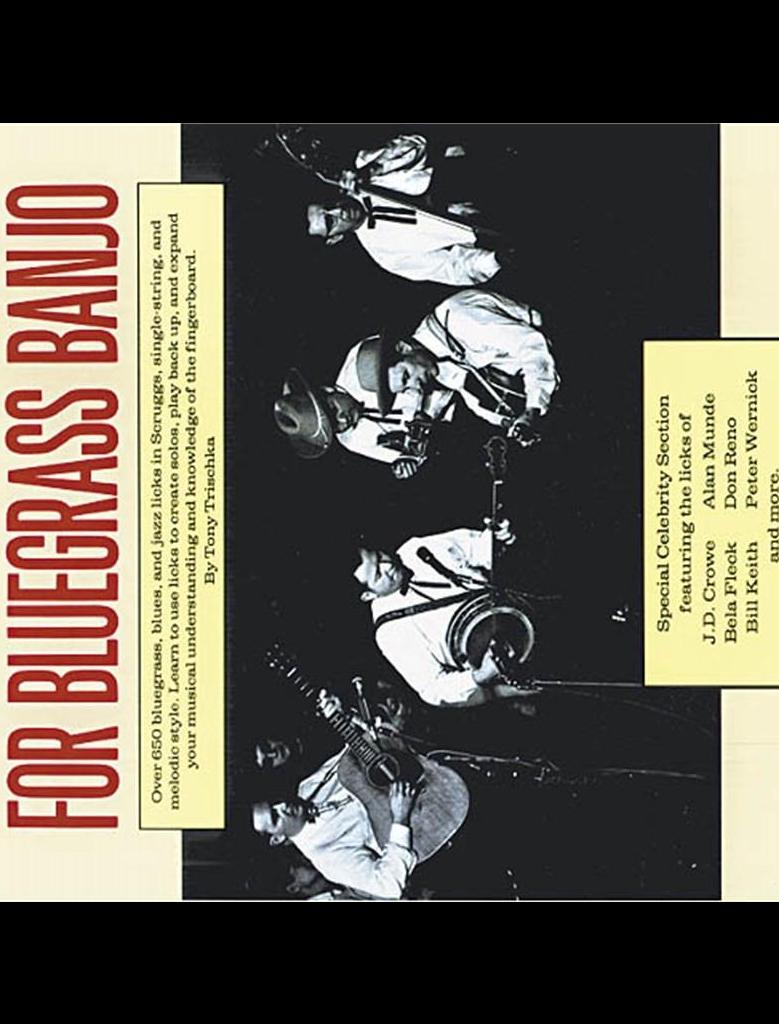 FOR BLUEGRASS BANJO
Over 650 bluegrass, blues, and jazz licks in Scruggs, single-string, and
melodic style. Learn to use licks to create solos, play back up, and expand
your musical understanding and knowledge of the fingerboard.
By Tony Trischka
Special Celebrity Section
featuring the licks of
J.D. Crowe Alan Munde
Bela Fleck Don Reno
Bill Keith Peter Wernick
and more.